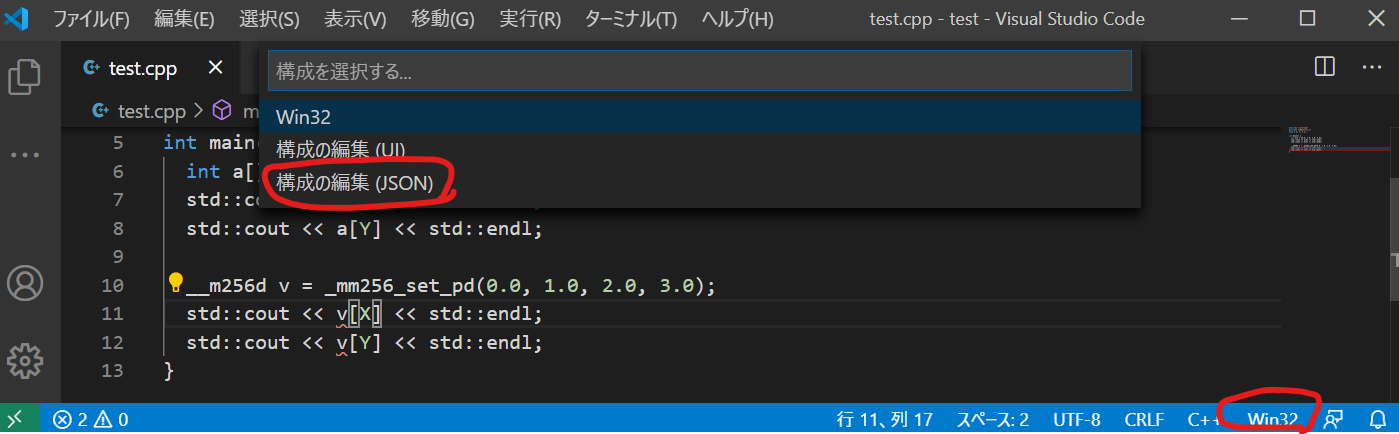 ファイル(F) 編集(E) 選択(S) 表示(V) 移動(G) 実行(R) ターミナル(T) ヘルプ(H) test.cpp - test - Visual Studio Code
test.cpp
構成を選択する...
test.cpp > m
Win32
構成の編集 (UI)
構成の編集 (JSON)
5 int main(
6 int a[
7 std::co
8 std::cout << a[Y] << std::endl;
9
10 __m256d v = _mm256_set_pd(0.0, 1.0, 2.0, 3.0);
11 std::cout << v[X] << std::endl;
12 std::cout << v[Y] << std::endl;
13 }
2 0 行 11、列 17 スペース: 2 UTF-8 CRLF C++ Win32